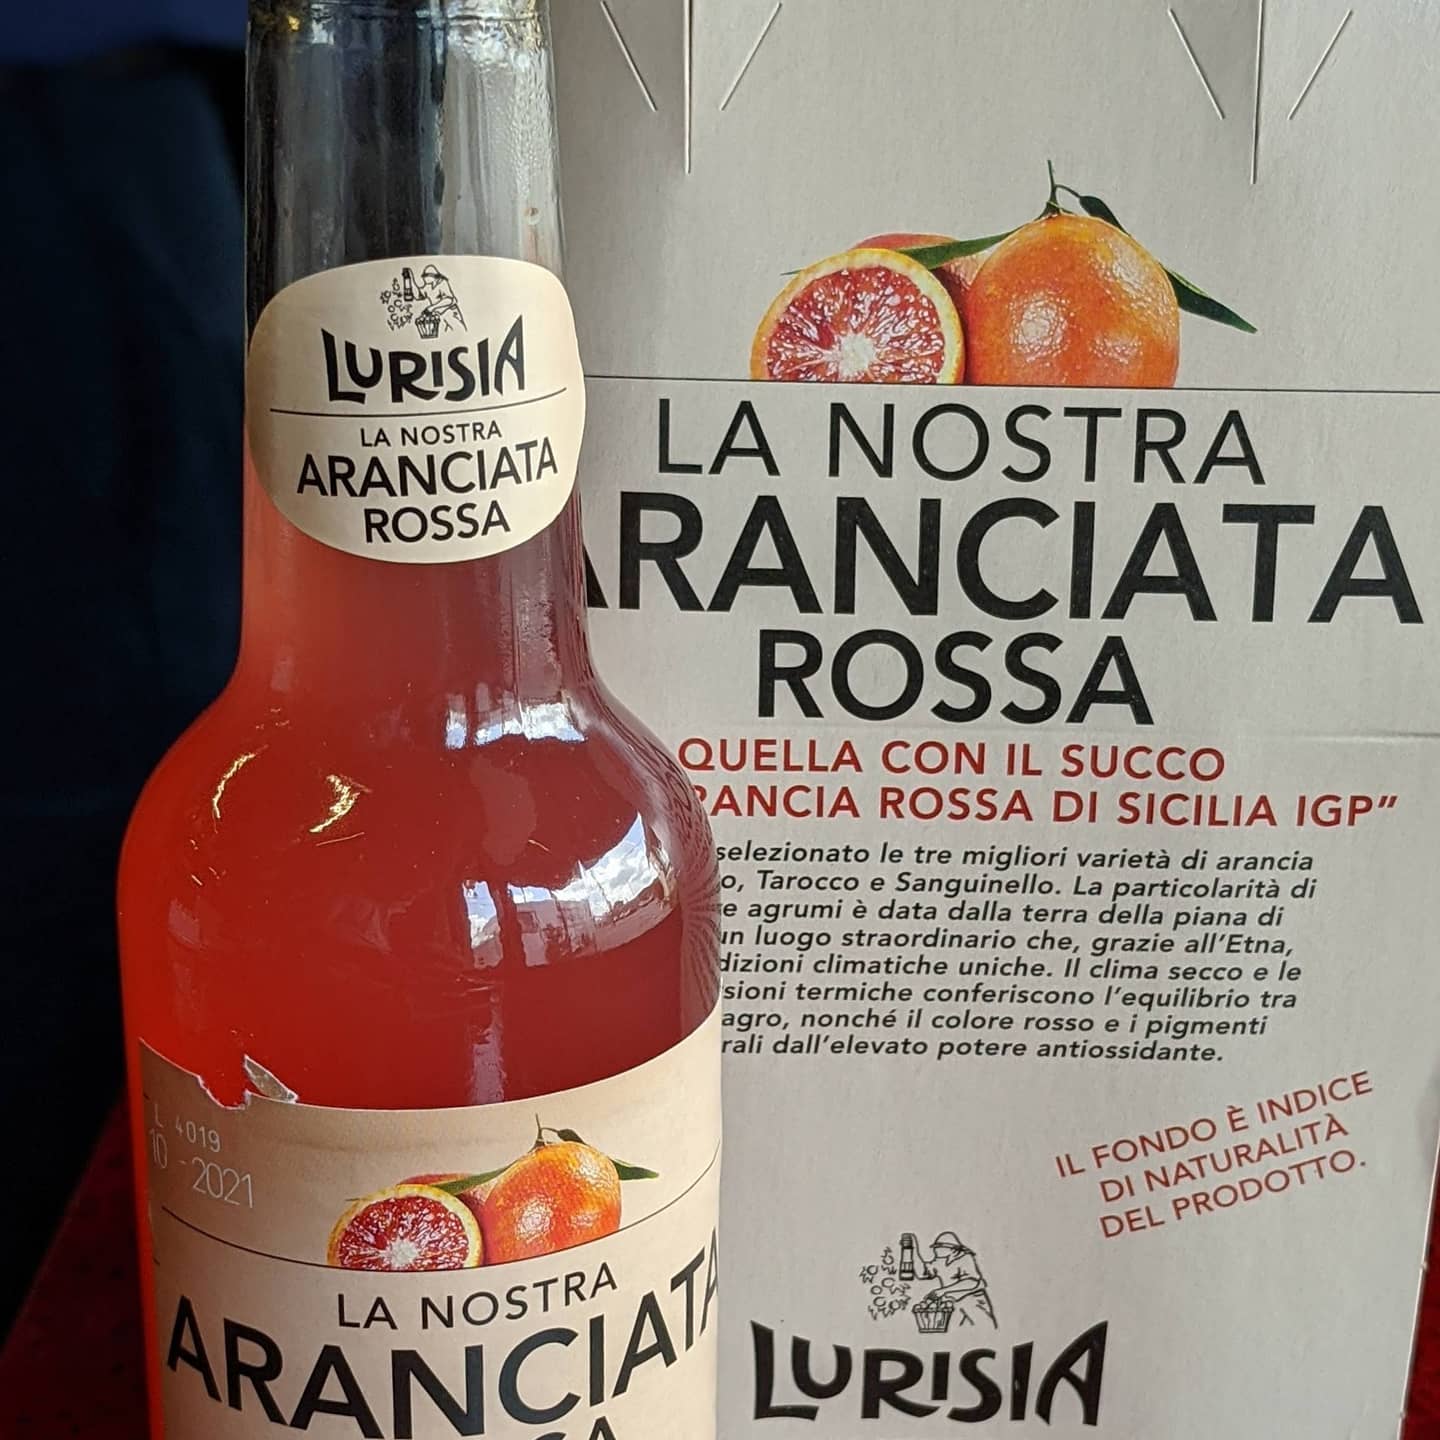 LURISIA
LA NOSTRA
ARANCIATA
ROSSA
L 4019
10 - 2021
LA NOSTRA
ARANCIATA
LA NOSTRA
ARANCIATA
ROSSA
QUELLA CON IL SUCCO
ROSSA DI SICILIA IGP”
selezionato le tre migliori varietà di arancia
Tarocco e Sanguinello. La particolarità di
agrumi è data dalla terra della piana di
un luogo straordinario che, grazie all’Etna,
climatiche uniche. Il clima secco e le
termiche conferiscono l’equilibrio tra
agro, nonché il colore rosso e i pigmenti
dall’elevato potere antiossidante.
IL FONDO È INDICE
DI NATURALITÀ
DEL PRODOTTO.
LURISIA